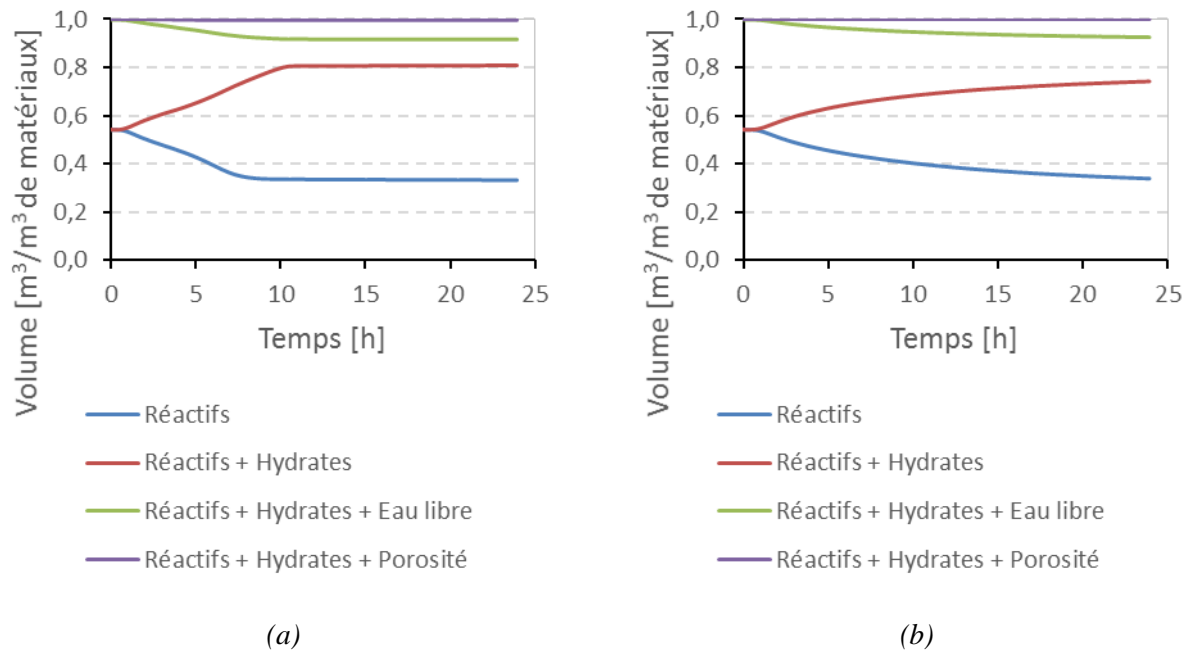 Volume [m³/m³ de matériaux]
1,0
0,8
0,6
0,4
0,2
0,0
0 5 10 15 20 25
Temps [h]
Réactifs
Réactifs + Hydrates
Réactifs + Hydrates + Eau libre
Réactifs + Hydrates + Porosité
(a)
Volume [m³/m³ de matériaux]
1,0
0,8
0,6
0,4
0,2
0,0
0 5 10 15 20 25
Temps [h]
Réactifs
Réactifs + Hydrates
Réactifs + Hydrates + Eau libre
Réactifs + Hydrates + Porosité
(b)